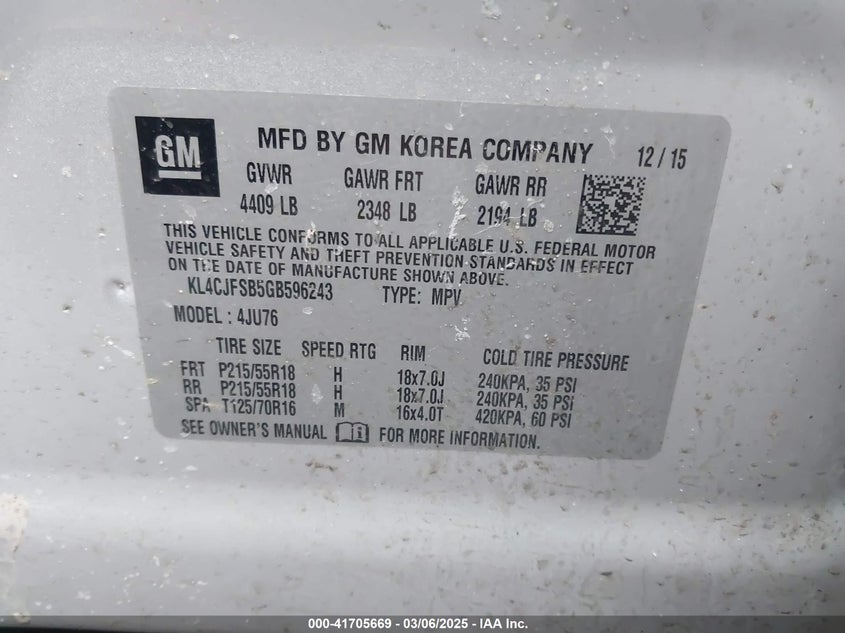 GM
MFD BY GM KOREA COMPANY 12 / 15
GVWR GAWR FRT GAWR RR
4409 LB 2348 LB 2194 LB
THIS VEHICLE CONFORMS TO ALL APPLICABLE U.S. FEDERAL MOTOR
VEHICLE SAFETY AND THEFT PREVENTION STANDARDS IN EFFECT
ON THE DATE OF MANUFACTURE SHOWN ABOVE.
KL4CJFSB5GB596243 TYPE: MPV
MODEL : 4JU76
TIRE SIZE SPEED RTG RIM COLD TIRE PRESSURE
FRT P215/55R18 H 18x7.0J 240KPA, 35 PSI
RR P215/55R18 H 18x7.0J 240KPA, 35 PSI
SPA T125/70R16 M 16x4.0T 420KPA, 60 PSI
SEE OWNER'S MANUAL FOR MORE INFORMATION.
000-41705669 - 03/06/2025 - IAA Inc.